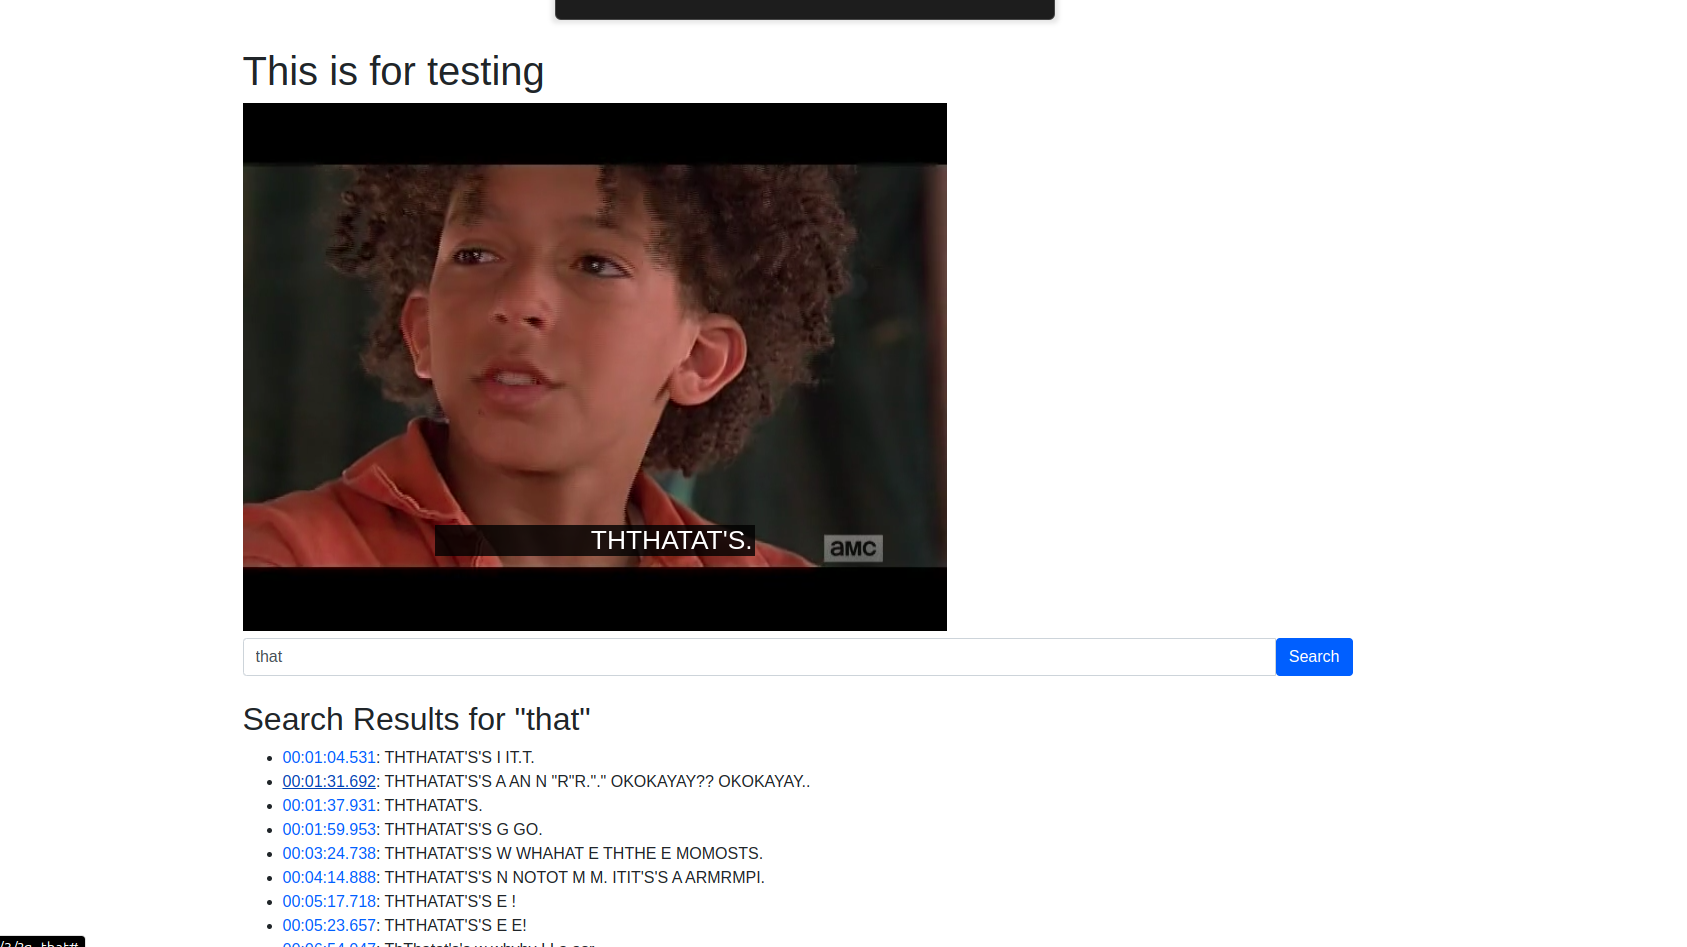 This is for testing
THTHATAT'S.
aMC
that
Search
Search Results for "that"
00:01:04.531: THTHATAT'S'S I IT.T.
00:01:31.692: THTHATAT'S'S A AN N "R"R."." OKOKAYAY?? OKOKAYAY..
00:01:37.931: THTHATAT'S.
00:01:59.953: THTHATAT'S'S G GO.
00:03:24.738: THTHATAT'S'S W WHAHAT E THTHE E MOMOSTS.
00:04:14.888: THTHATAT'S'S N NOTOT M M. ITIT'S'S A ARMRMPI.
00:05:17.718: THTHATAT'S'S E !
00:05:23.657: THTHATAT'S'S E E!